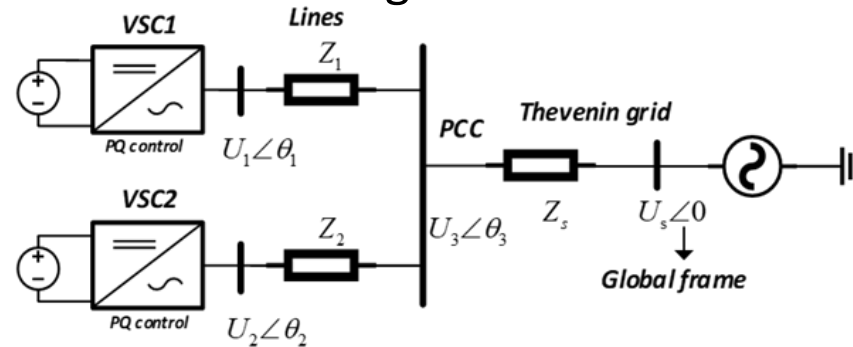 VSC1
Lines
Z₁
PQ control
U₁∠θ₁
PCC
Thevenin grid
VSC2
Z₂
U₃∠θ₃
Zₛ
Uₛ∠0
Global frame
PQ control
U₂∠θ₂